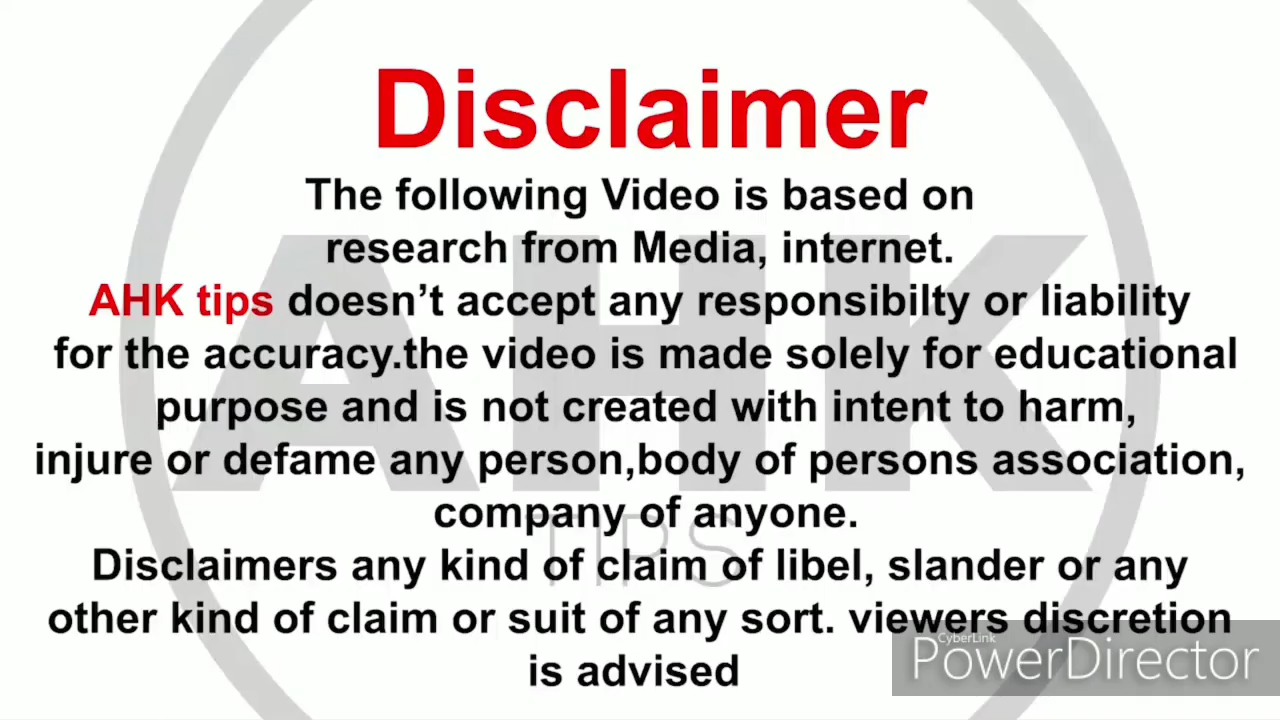 Disclaimer
The following Video is based on
research from Media, internet.
AHK tips doesn’t accept any responsibilty or liability
for the accuracy.the video is made solely for educational
purpose and is not created with intent to harm,
injure or defame any person,body of persons association,
company of anyone.
Disclaimers any kind of claim of libel, slander or any
other kind of claim or suit of any sort. viewers discretion
is advised
AHK
TIPS
CyberLink
PowerDirector